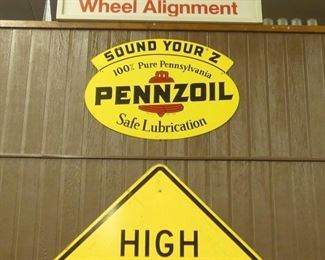 Wheel Alignment
SOUND YOUR 'Z'
100% Pure Pennsylvania
PENNZOIL
Safe Lubrication
HIGH